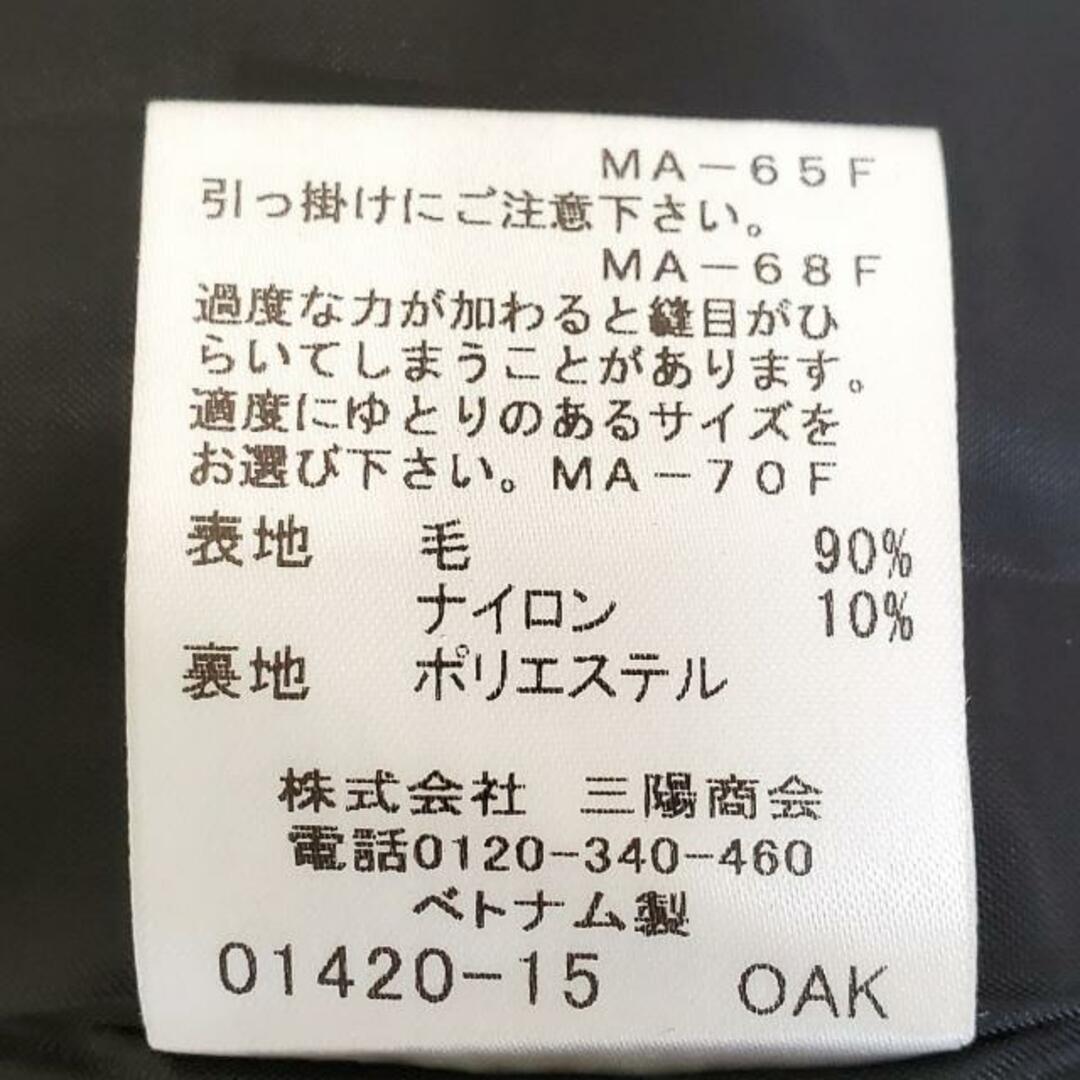 MA－65F
引っ掛けにご注意下さい。
MA－68F
過度な力が加わると縫目がひ
らいてしまうことがあります。
適度にゆとりのあるサイズを
お選び下さい。MA－70F
表地 毛 90%
ナイロン 10%
裏地 ポリエステル
株式会社 三陽商会
電話0120-340-460
ベトナム製
01420-15 OAK